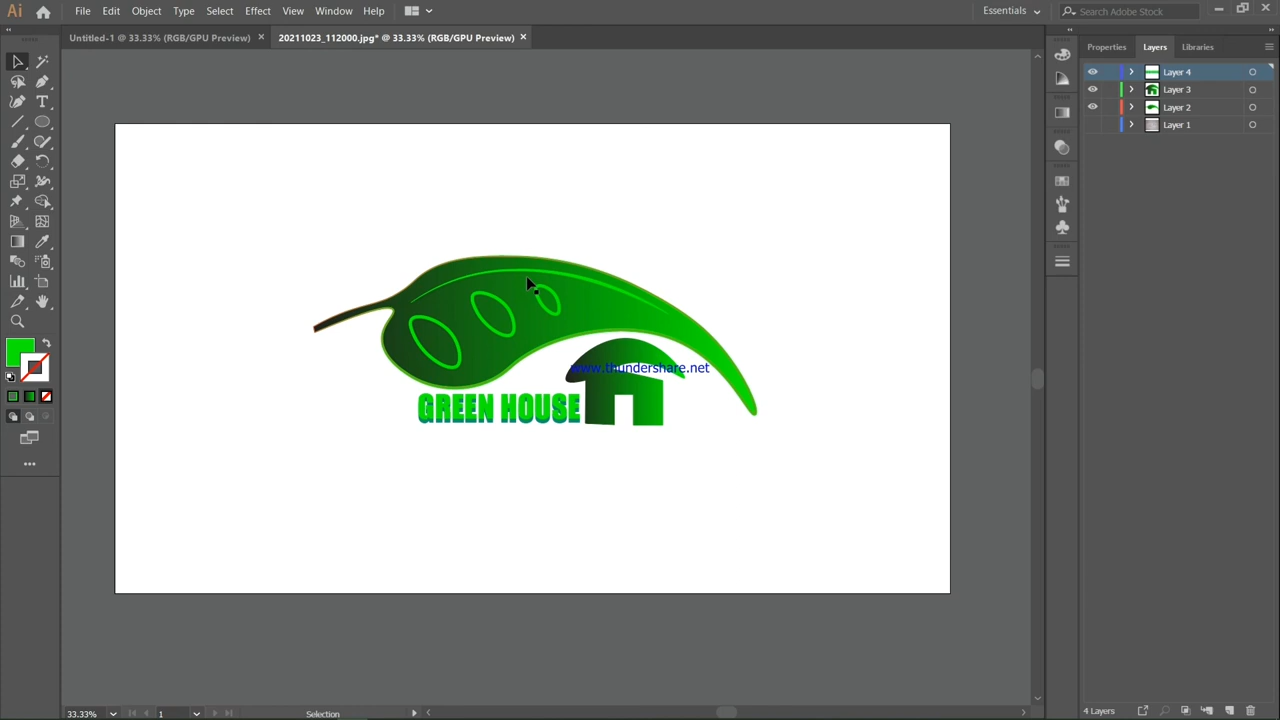 Ai File Edit Object Type Select Effect View Window Help Essentials Search Adobe Stock
Untitled-1 @ 33.33% (RGB/GPU Preview) × 20211023_112000.jpg* @ 33.33% (RGB/GPU Preview) ×
Properties Layers Libraries
Layer 4
Layer 3
Layer 2
Layer 1
www.thundershare.net
GREEN HOUSE
33.33% 1 Selection
4 Layers